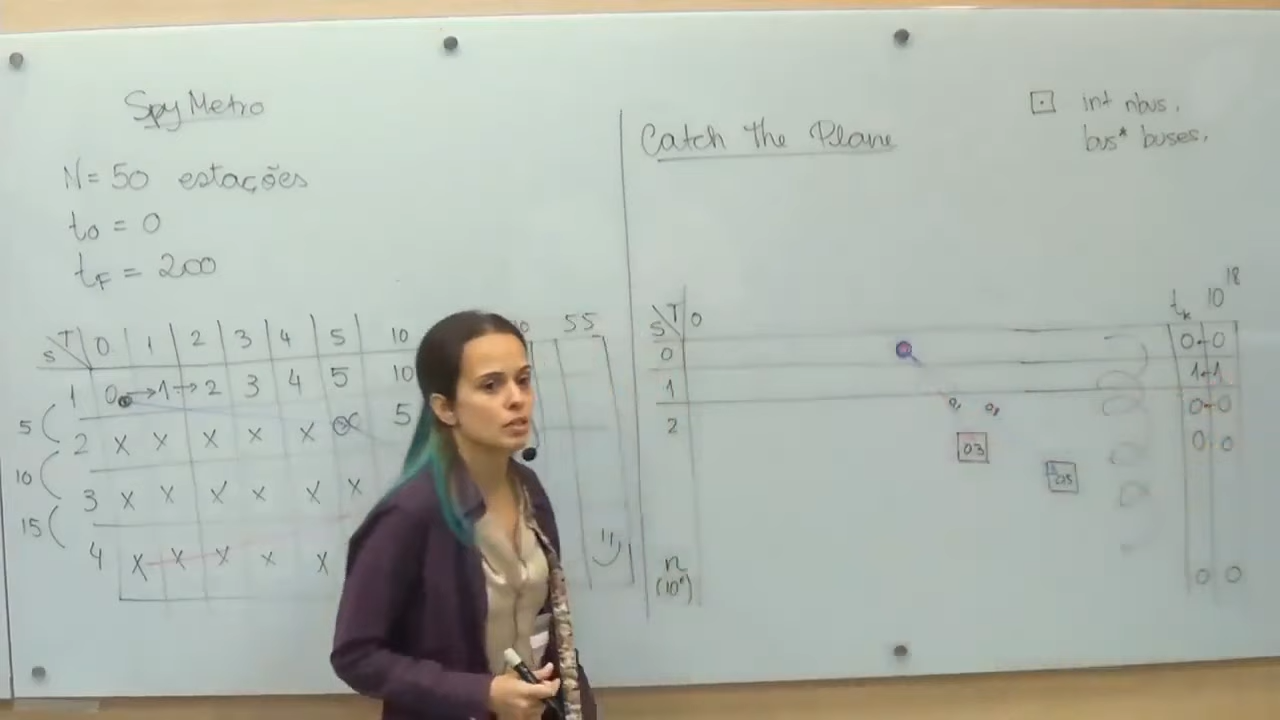 Spy Metro
N = 50 estações
t0 = 0
tF = 200
S T 0 1 2 3 4 5 10 55
1 0 → 1 → 2 3 4 5 10
5 2 X X X X X 5
10 3 X X X X X X
15 4 X X X X X
Catch The Plane
int nbus,
bus* buses,
S T 0
tk 10^18
0 0-0
1 1-1
2 0-0
03 0 0
n
(10^6) 0 0